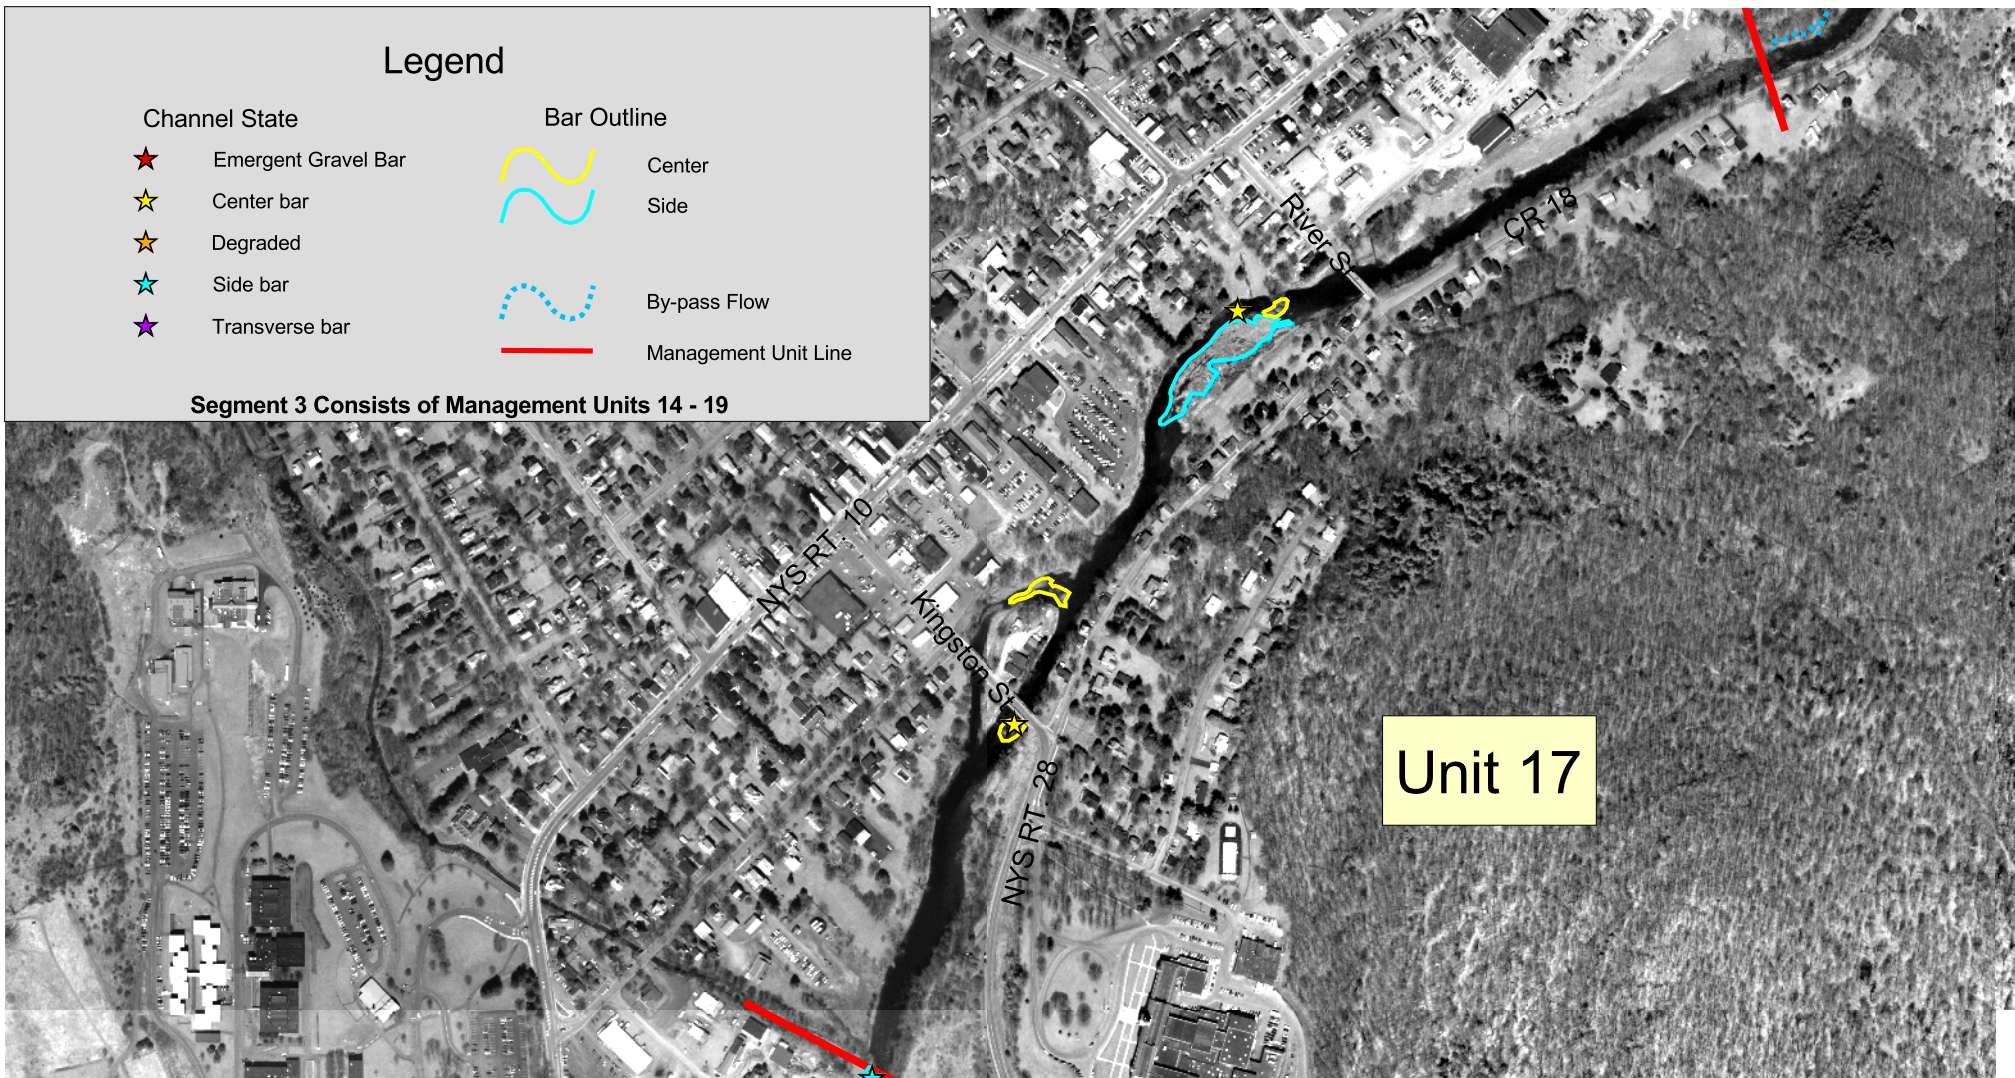 Legend
Channel State
Emergent Gravel Bar
Center bar
Degraded
Side bar
Transverse bar
Bar Outline
Center
Side
By-pass Flow
Management Unit Line
Segment 3 Consists of Management Units 14 - 19
River St
CR 18
NYS RT. 10
Kingston St
NYS RT. 28
Unit 17